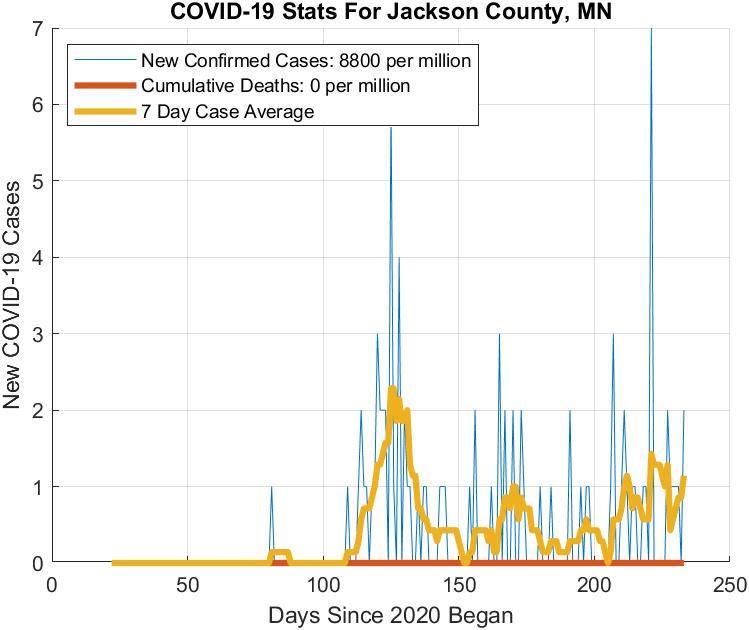 COVID-19 Stats For Jackson County, MN
New Confirmed Cases: 8800 per million
Cumulative Deaths: 0 per million
7 Day Case Average
New COVID-19 Cases
7
6
5
4
3
2
1
0
0 50 100 150 200 250
Days Since 2020 Began